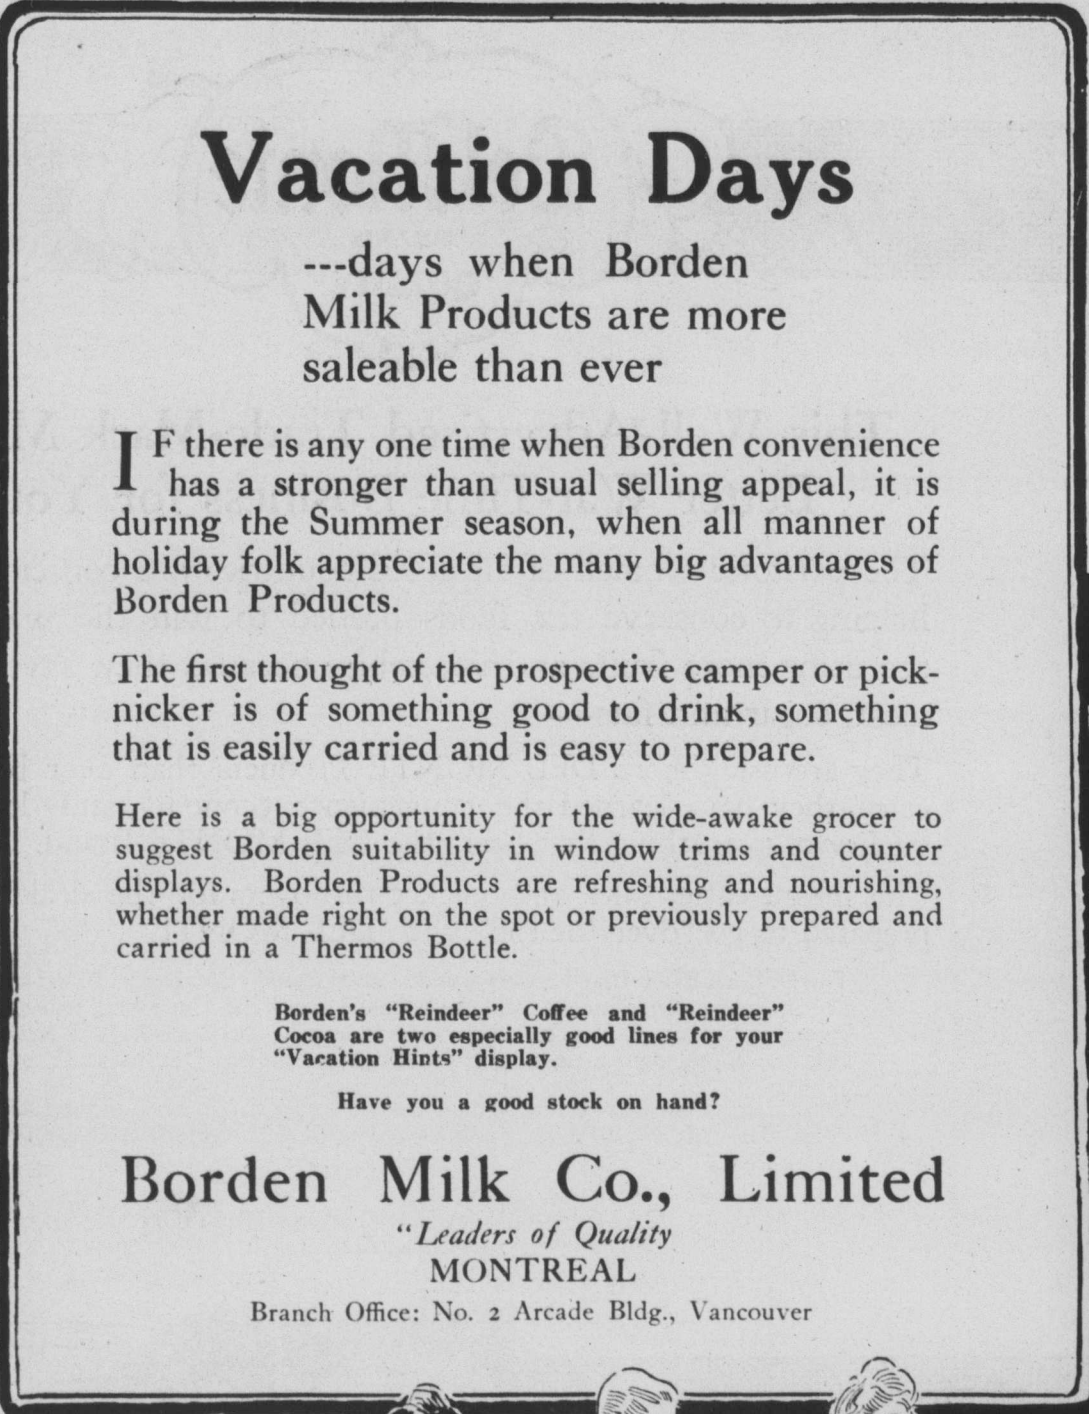 Vacation Days
---days when Borden
Milk Products are more
saleable than ever
IF there is any one time when Borden convenience
has a stronger than usual selling appeal, it is
during the Summer season, when all manner of
holiday folk appreciate the many big advantages of
Borden Products.
The first thought of the prospective camper or pick-
nicker is of something good to drink, something
that is easily carried and is easy to prepare.
Here is a big opportunity for the wide-awake grocer to
suggest Borden suitability in window trims and counter
displays. Borden Products are refreshing and nourishing,
whether made right on the spot or previously prepared and
carried in a Thermos Bottle.
Borden's "Reindeer" Coffee and "Reindeer"
Cocoa are two especially good lines for your
"Vacation Hints" display.
Have you a good stock on hand?
Borden Milk Co., Limited
"Leaders of Quality
MONTREAL
Branch Office: No. 2 Arcade Bldg., Vancouver